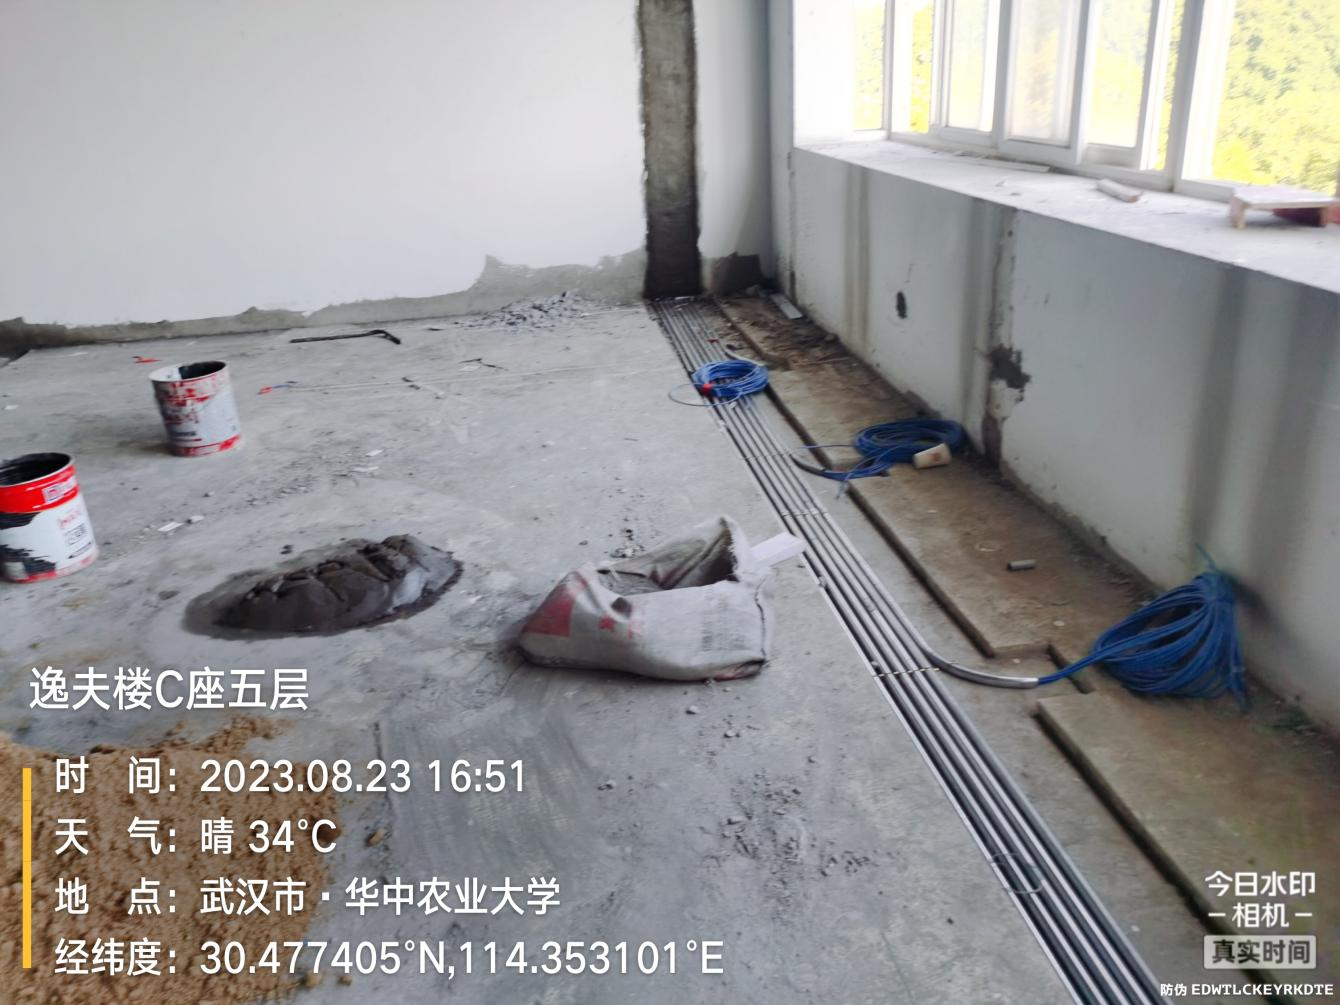 逸夫楼C座五层
时 间：2023.08.23 16:51
天 气：晴 34℃
地 点：武汉市·华中农业大学
经纬度：30.477405°N,114.353101°E
今日水印
-相机-
真实时间
防伪 EDWTLCKEYRKDTE